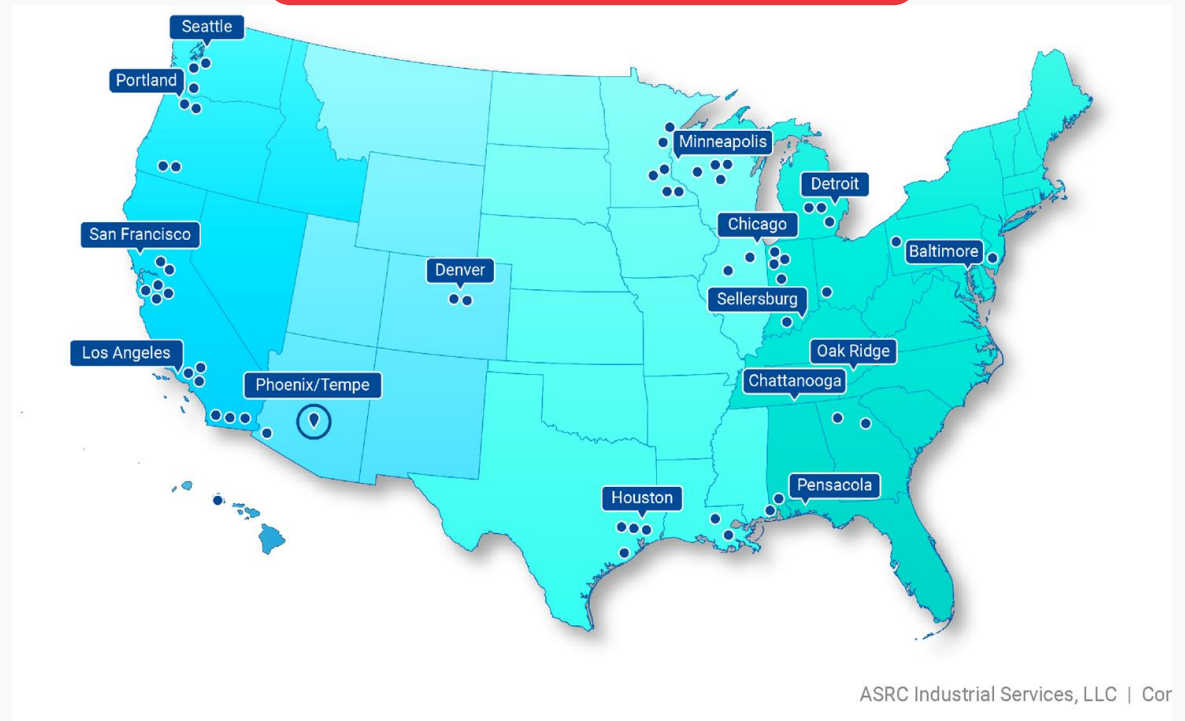 Seattle
Portland
Minneapolis
Detroit
Chicago
San Francisco
Baltimore
Denver
Sellersburg
Los Angeles
Oak Ridge
Phoenix/Tempe
Chattanooga
Pensacola
Houston
ASRC Industrial Services, LLC | Cor